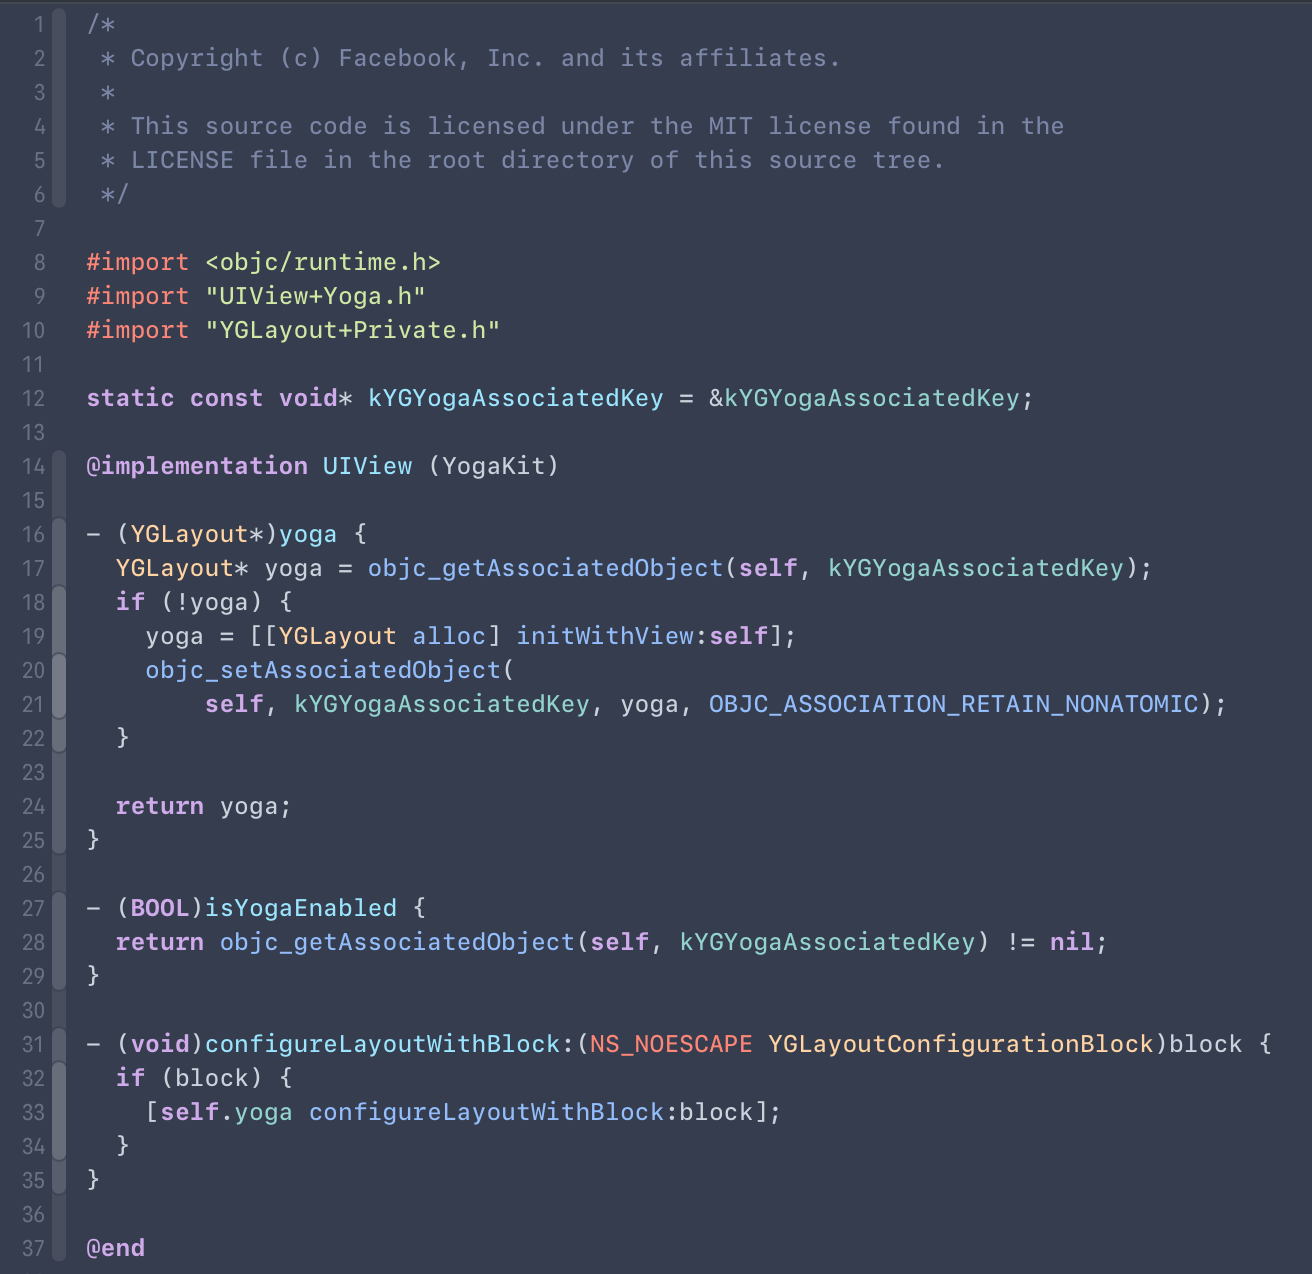 1 /*
2 * Copyright (c) Facebook, Inc. and its affiliates.
3 *
4 * This source code is licensed under the MIT license found in the
5 * LICENSE file in the root directory of this source tree.
6 */
7
8 #import <objc/runtime.h>
9 #import "UIView+Yoga.h"
10 #import "YGLayout+Private.h"
11
12 static const void* kYGYogaAssociatedKey = &kYGYogaAssociatedKey;
13
14 @implementation UIView (YogaKit)
15
16 - (YGLayout*)yoga {
17   YGLayout* yoga = objc_getAssociatedObject(self, kYGYogaAssociatedKey);
18   if (!yoga) {
19     yoga = [[YGLayout alloc] initWithView:self];
20     objc_setAssociatedObject(
21         self, kYGYogaAssociatedKey, yoga, OBJC_ASSOCIATION_RETAIN_NONATOMIC);
22   }
23
24   return yoga;
25 }
26
27 - (BOOL)isYogaEnabled {
28   return objc_getAssociatedObject(self, kYGYogaAssociatedKey) != nil;
29 }
30
31 - (void)configureLayoutWithBlock:(NS_NOESCAPE YGLayoutConfigurationBlock)block {
32   if (block) {
33     [self.yoga configureLayoutWithBlock:block];
34   }
35 }
36
37 @end